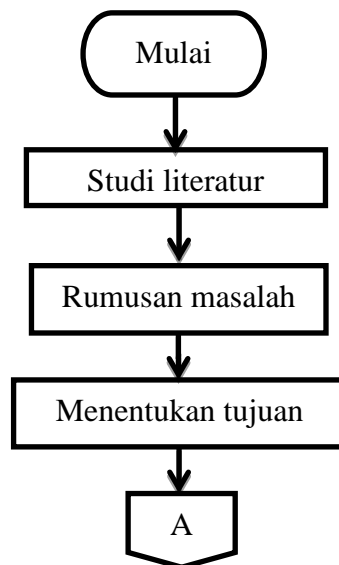 Mulai
Studi literatur
Rumusan masalah
Menentukan tujuan
A